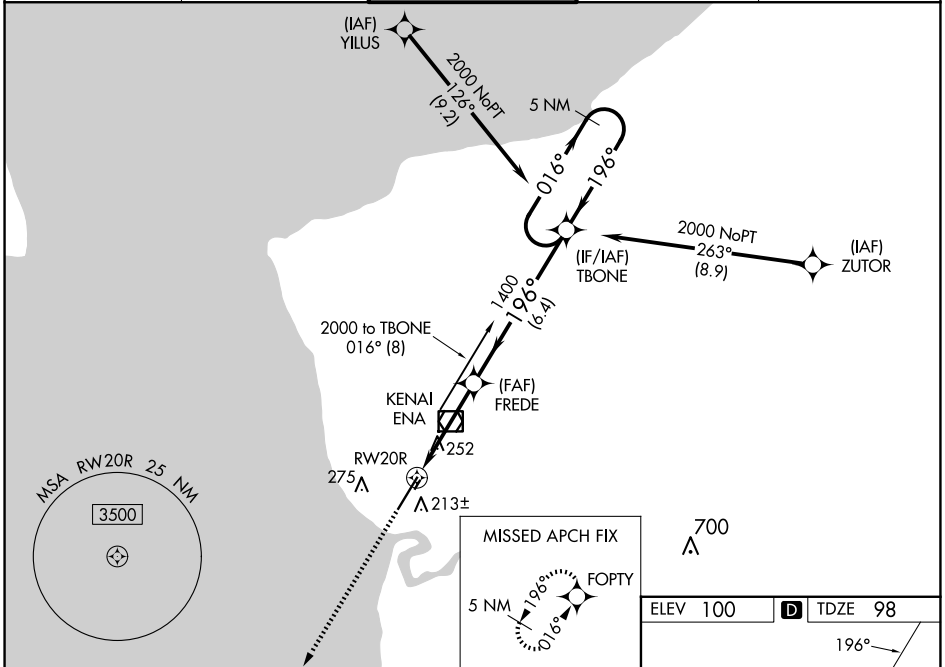 (IAF)
YILUS
2000 NoPT
126°
(9.2)
5 NM
016°
196°
2000 NoPT
263°
(8.9)
(IAF)
ZUTOR
(IF/IAF)
TBONE
1400
196°
(6.4)
2000 to TBONE
016° (8)
(FAF)
FREDE
KENAI
ENA
252
RW20R
275
213±
MSA RW20R 25 NM
3500
MISSED APCH FIX
FOPTY
5 NM
196°
016°
700
ELEV 100
D
TDZE 98
196°